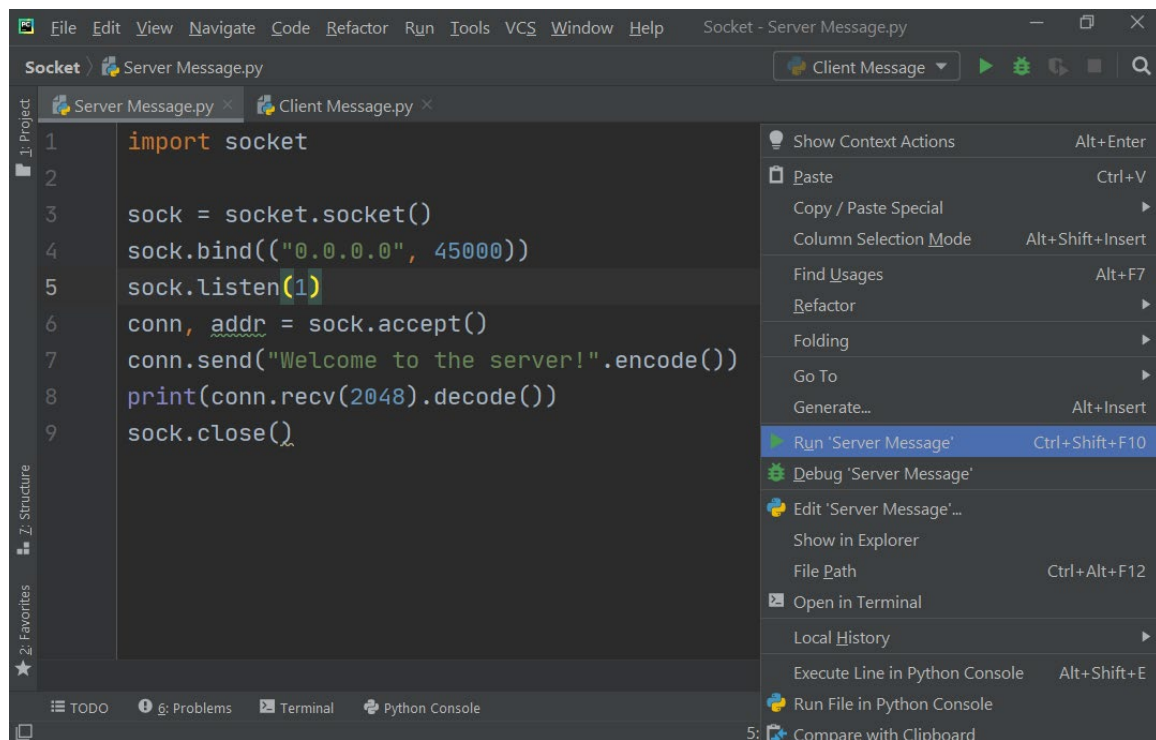 PC File Edit View Navigate Code Refactor Run Tools VCS Window Help Socket - Server Message.py
Socket Server Message.py Client Message
Server Message.py Client Message.py
1: Project
1 import socket
2
3 sock = socket.socket()
4 sock.bind(("0.0.0.0", 45000))
5 sock.listen(1)
6 conn, addr = sock.accept()
7 conn.send("Welcome to the server!".encode())
8 print(conn.recv(2048).decode())
9 sock.close()
Show Context Actions Alt+Enter
Paste Ctrl+V
Copy / Paste Special
Column Selection Mode Alt+Shift+Insert
Find Usages Alt+F7
Refactor
Folding
Go To
Generate... Alt+Insert
Run 'Server Message' Ctrl+Shift+F10
Debug 'Server Message'
Edit 'Server Message'...
Show in Explorer
File Path Ctrl+Alt+F12
Open in Terminal
Local History
Execute Line in Python Console Alt+Shift+E
Run File in Python Console
Compare with Clipboard
Z: Structure
2: Favorites
TODO 6: Problems Terminal Python Console
5: